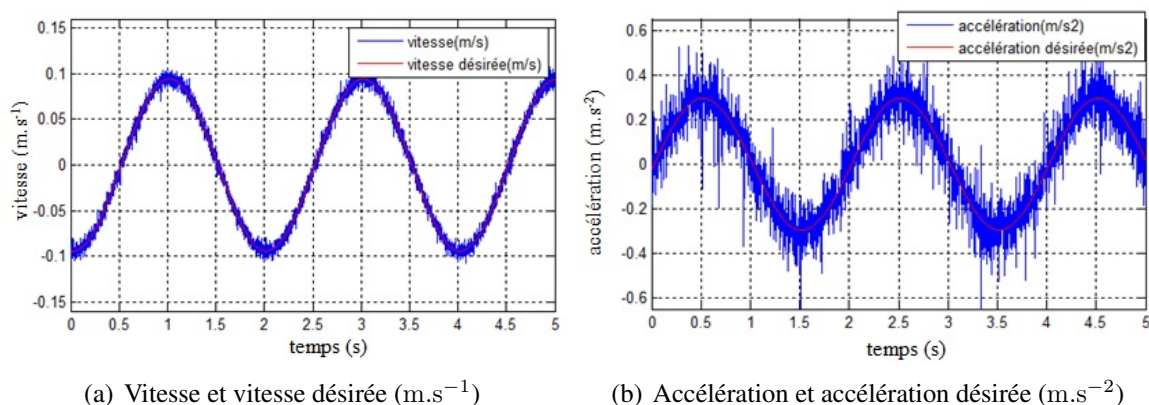 0.15
0.1
0.05
0
-0.05
-0.1
-0.15
vitesse (m.s⁻¹)
vitesse(m/s)
vitesse désirée(m/s)
0 0.5 1 1.5 2 2.5 3 3.5 4 4.5 5
temps (s)
(a) Vitesse et vitesse désirée (m.s⁻¹)
0.6
0.4
0.2
0
-0.2
-0.4
-0.6
accélération (m.s⁻²)
accélération(m/s2)
accélération désirée(m/s2)
0 0.5 1 1.5 2 2.5 3 3.5 4 4.5 5
temps (s)
(b) Accélération et accélération désirée (m.s⁻²)